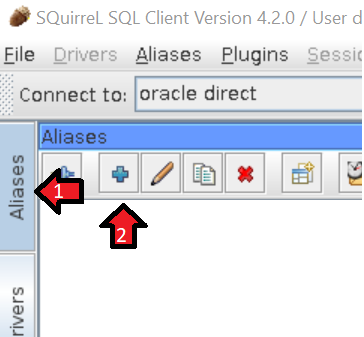 SQuirreL SQL Client Version 4.2.0 / User d
File Drivers Aliases Plugins Sessio
Connect to: oracle direct
Aliases
Aliases
1
2
rivers